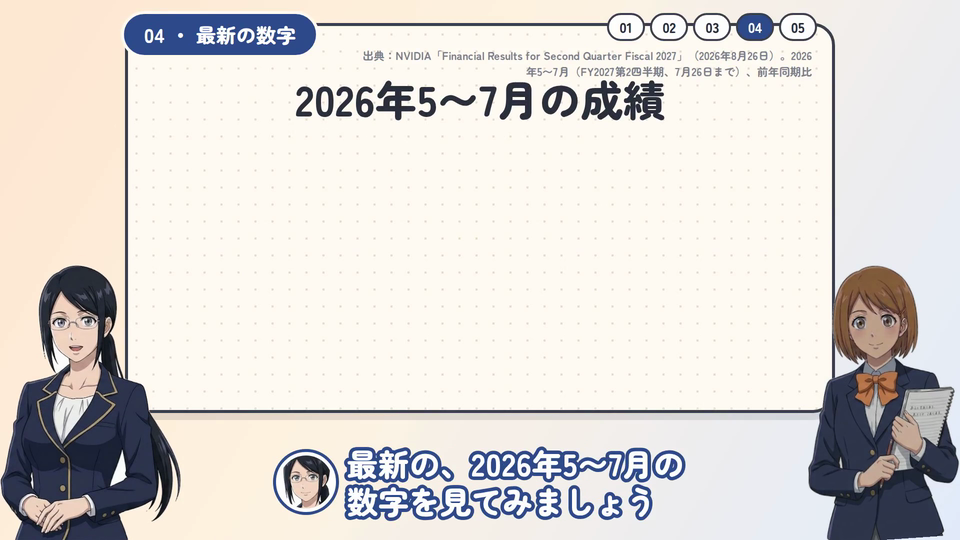 04 ・ 最新の数字
01 02 03 04 05
出典：NVIDIA「Financial Results for Second Quarter Fiscal 2027」（2026年8月26日）。2026
年5〜7月（FY2027第2四半期、7月26日まで）、前年同期比
2026年5〜7月の成績
最新の、2026年5〜7月の
数字を見てみましょう